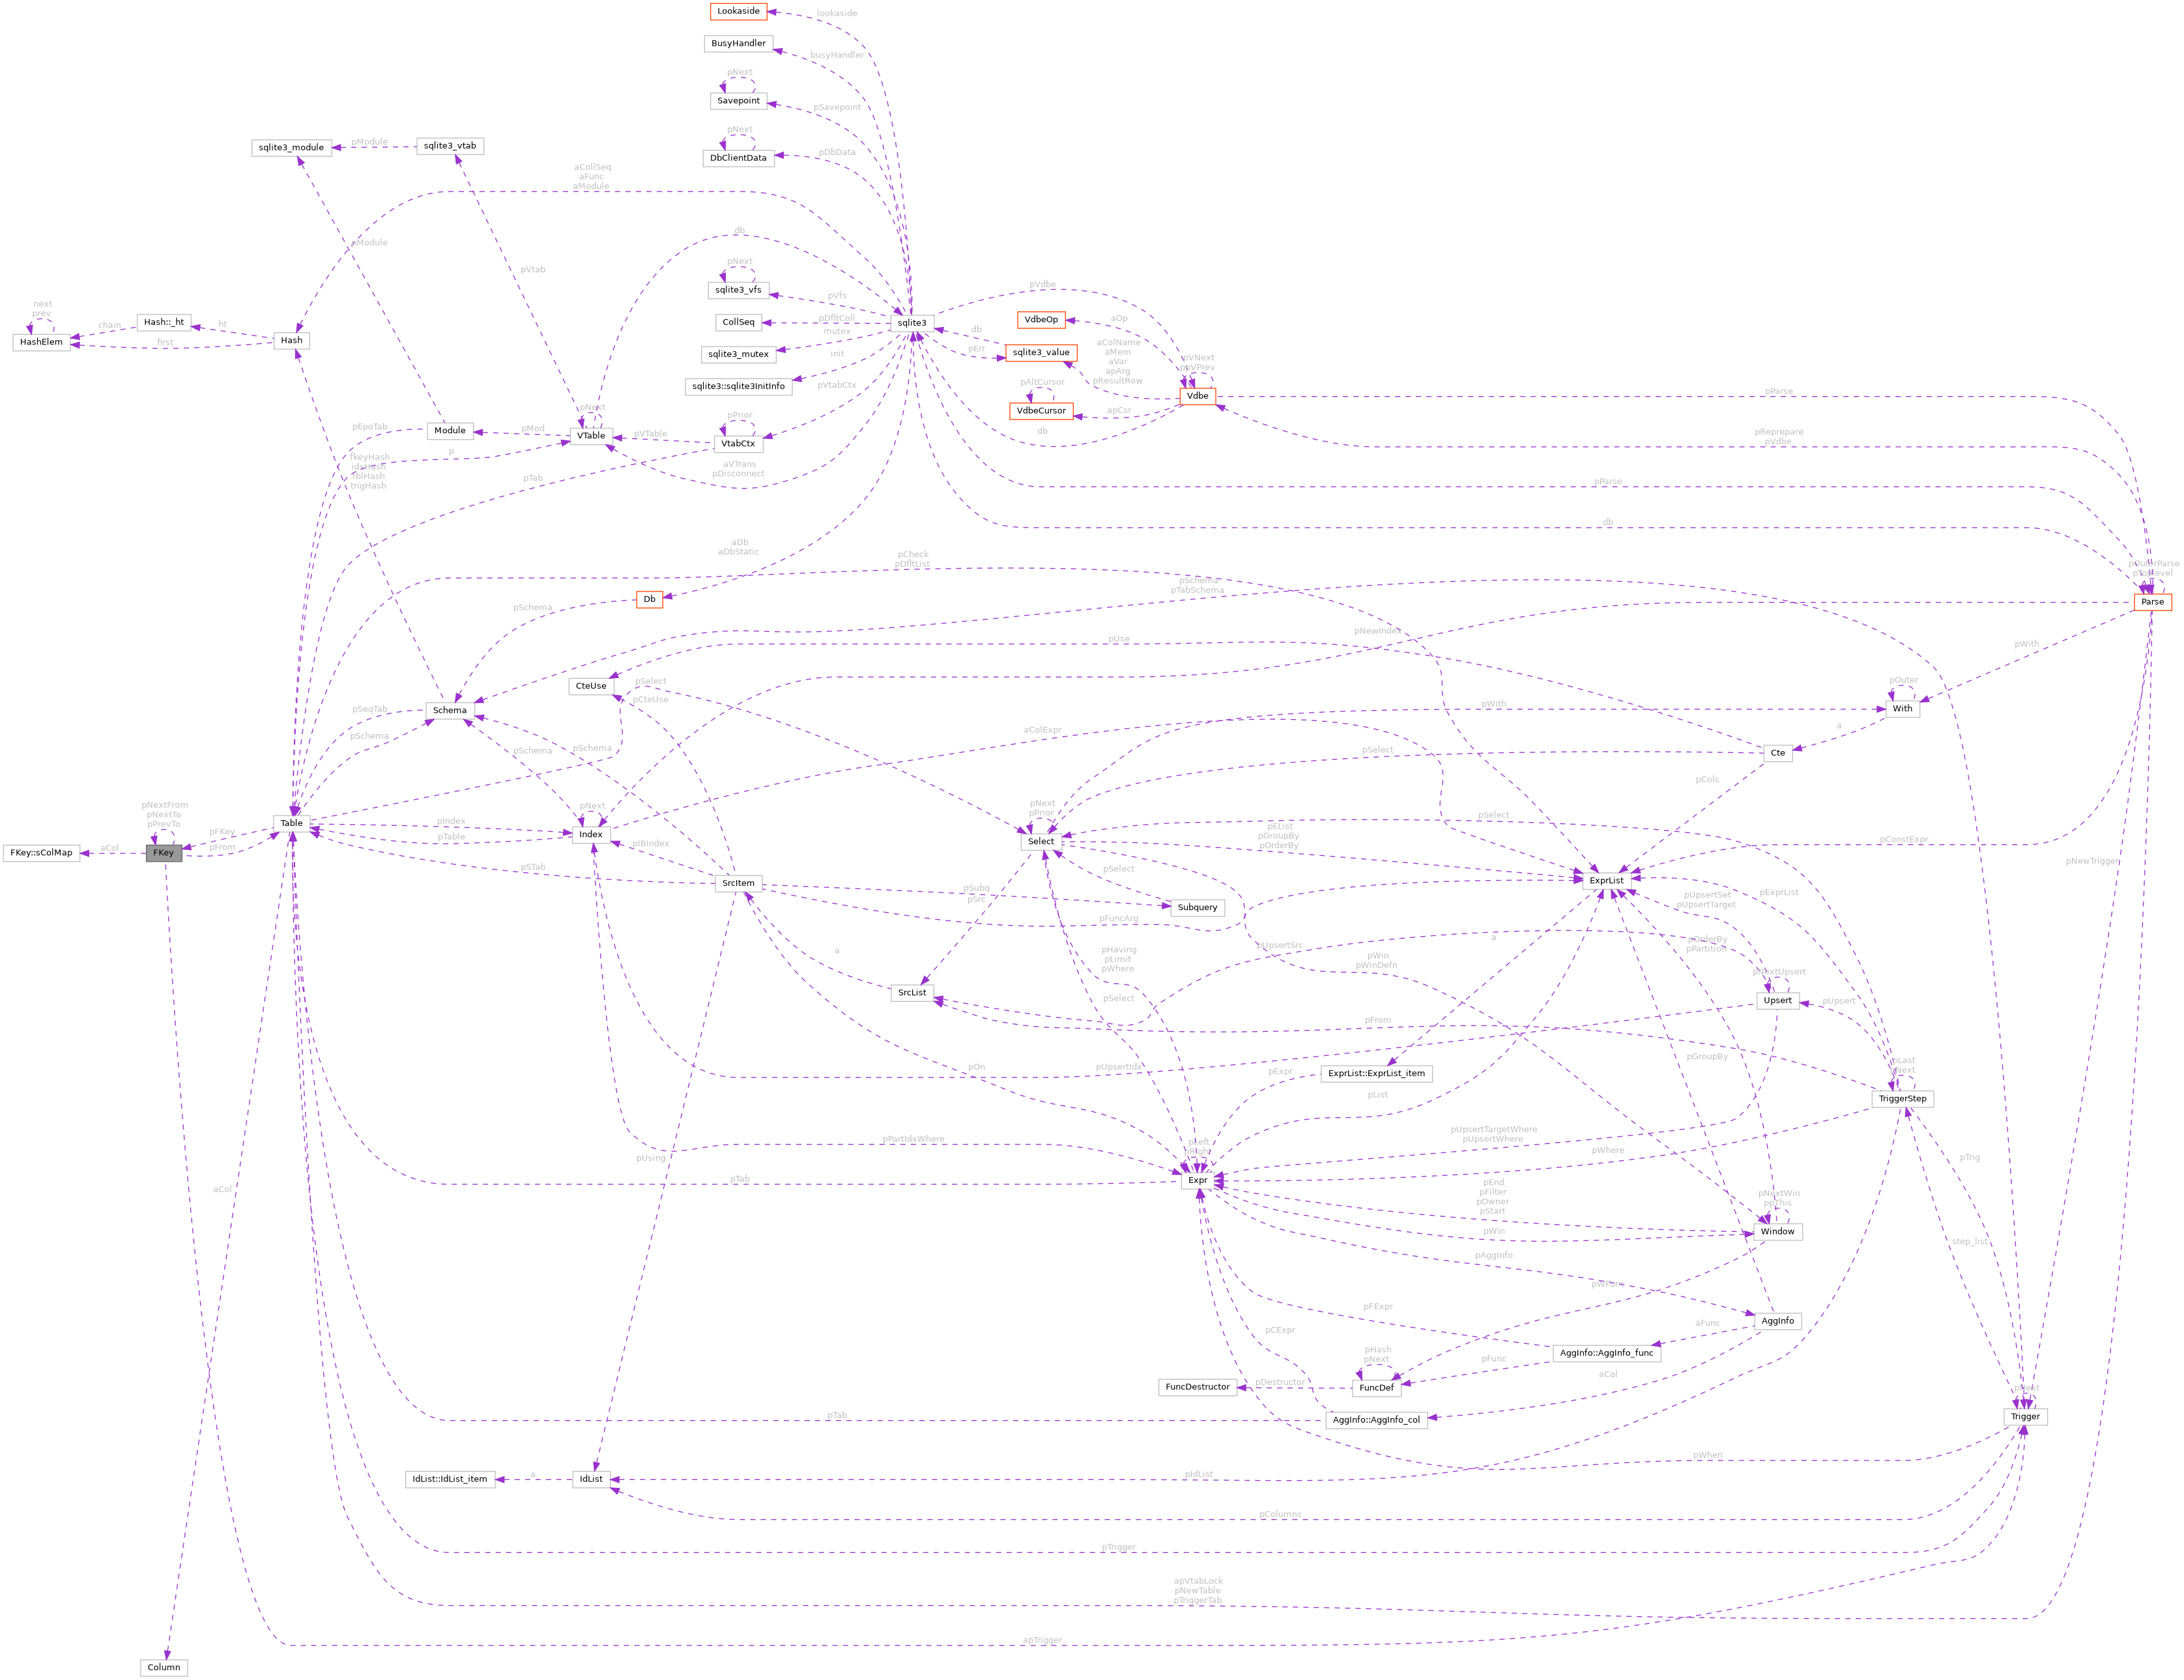 Lookaside
lookaside
BusyHandler
busyHandler
pNext
Savepoint
pSavepoint
pNext
DbClientData
pDbData
sqlite3_module
pModule
sqlite3_vtab
aCollSeq
aFunc
aModule
pModule
db
pVtab
pNext
sqlite3_vfs
pVfs
pVdbe
next
prev
HashElem
chain
Hash::_ht
ht
first
Hash
CollSeq
pDfltColl
sqlite3
mutex
sqlite3_mutex
init
sqlite3::sqlite3InitInfo
db
pErr
VdbeOp
aOp
sqlite3_value
aColName
aMem
aVar
apArg
pResultRow
pVNext
ppVPrev
Vdbe
pAltCursor
VdbeCursor
apCsr
db
pParse
pVtabCtx
pPrior
VtabCtx
pVTable
pNext
VTable
pMod
Module
pEpoTab
p
fkeyHash
idxHash
tblHash
trigHash
pTab
aVTrans
pDisconnect
pReprepare
pVdbe
pParse
db
aDb
aDbStatic
pCheck
pDfltList
pSchema
pTabSchema
pOuterParse
pToplevel
Parse
Db
pSchema
pNewIndex
pUse
pWith
pOuter
With
a
Cte
CteUse
pSelect
pCteUse
Schema
pSeqTab
pSchema
pSchema
pSchema
aColExpr
pWith
pSelect
pCols
pNextFrom
pNextTo
pPrevTo
FKey
FKey::sColMap
aCol
pFKey
pFrom
Table
pIndex
pTable
pNext
Index
pSTab
pIBIndex
SrcItem
pNext
pPrior
Select
pEList
pGroupBy
pOrderBy
pSelect
pConstExpr
pNewTrigger
ExprList
pExprList
pSelect
pSubq
pSrc
Subquery
pFuncArg
pUpsertSet
pUpsertTarget
pUpsertSrc
a
pHaving
pLimit
pWhere
pWin
pWinDefn
a
pOrderBy
pPartition
pNextUpsert
Upsert
pUpsert
SrcList
pSelect
pFrom
pOn
pUpsertIdx
pExpr
ExprList::ExprList_item
pList
pGroupBy
pLast
pNext
TriggerStep
pUsing
pPartIdxWhere
pLeft
pRight
Expr
pTab
pUpsertTargetWhere
pUpsertWhere
pWhere
pTrig
aCol
pEnd
pFilter
pOwner
pStart
pWin
pNextWin
ppThis
Window
step_list
pAggInfo
pWFunc
AggInfo
pFExpr
aFunc
pCExpr
AggInfo::AggInfo_func
pHash
pNext
pFunc
FuncDef
FuncDestructor
pDestructor
aCol
AggInfo::AggInfo_col
pTab
pNext
Trigger
pWhen
IdList::IdList_item
a
IdList
pIdList
pColumns
pTrigger
apVtabLock
pNewTable
pTriggerTab
apTrigger
Column